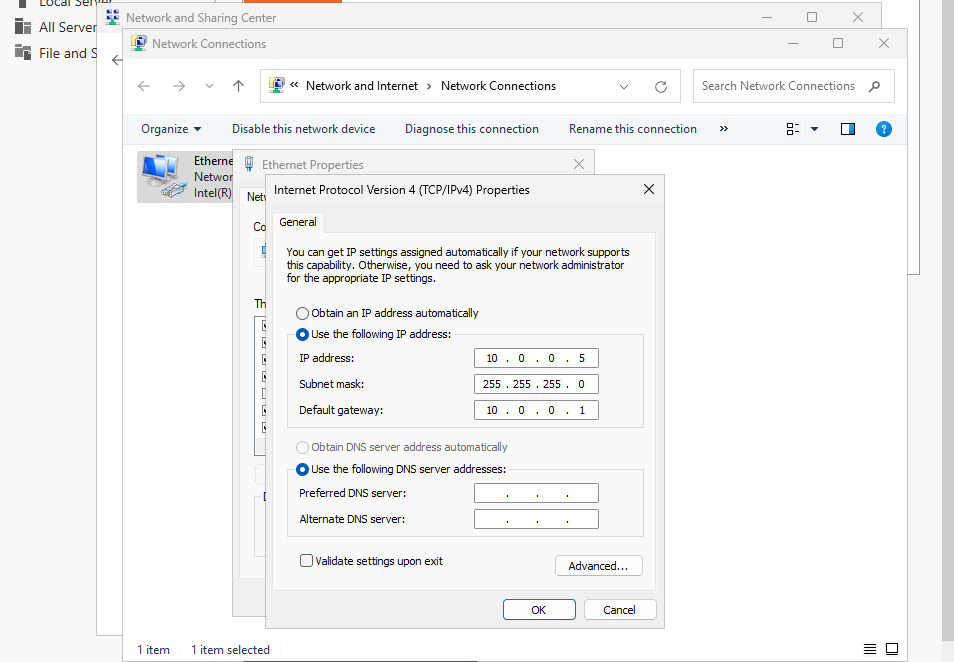 Local Server
All Server
File and S
Network and Sharing Center
Network Connections
« Network and Internet › Network Connections
Search Network Connections
Organize
Disable this network device
Diagnose this connection
Rename this connection
»
?
Etherne
Networ
Intel(R)
Ethernet Properties
Netw
Co
Th
Internet Protocol Version 4 (TCP/IPv4) Properties
General
You can get IP settings assigned automatically if your network supports
this capability. Otherwise, you need to ask your network administrator
for the appropriate IP settings.
Obtain an IP address automatically
Use the following IP address:
IP address: 10 . 0 . 0 . 5
Subnet mask: 255 . 255 . 255 . 0
Default gateway: 10 . 0 . 0 . 1
Obtain DNS server address automatically
Use the following DNS server addresses:
Preferred DNS server: . . .
Alternate DNS server: . . .
Validate settings upon exit
Advanced...
OK
Cancel
1 item
1 item selected